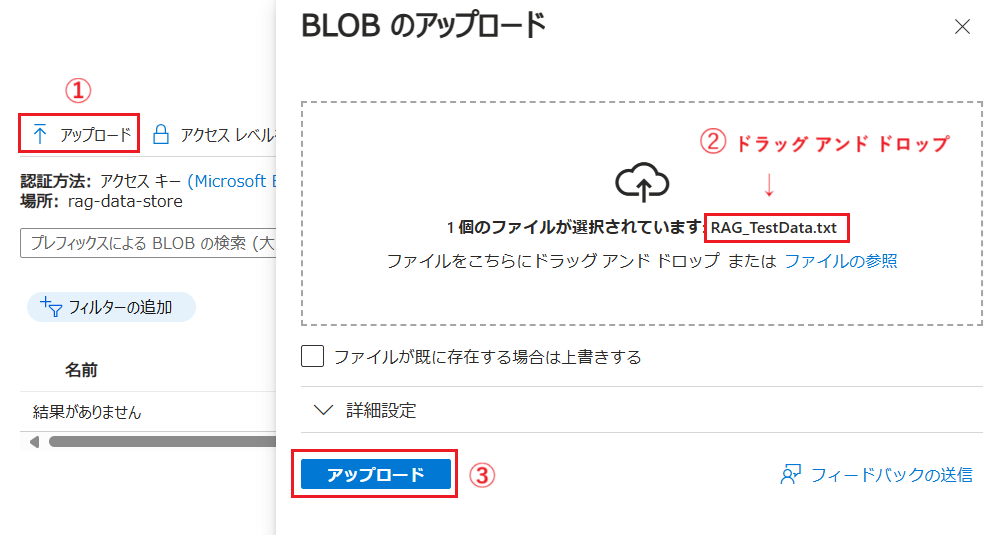 ①
アップロード
アクセス レベル
認証方法: アクセス キー (Microsoft E
場所: rag-data-store
プレフィックスによる BLOB の検索 (大
フィルターの追加
名前
結果がありません
BLOB のアップロード
② ドラッグ アンド ドロップ
↓
1 個のファイルが選択されています: RAG_TestData.txt
ファイルをこちらにドラッグ アンド ドロップ または ファイルの参照
ファイルが既に存在する場合は上書きする
詳細設定
アップロード ③
フィードバックの送信